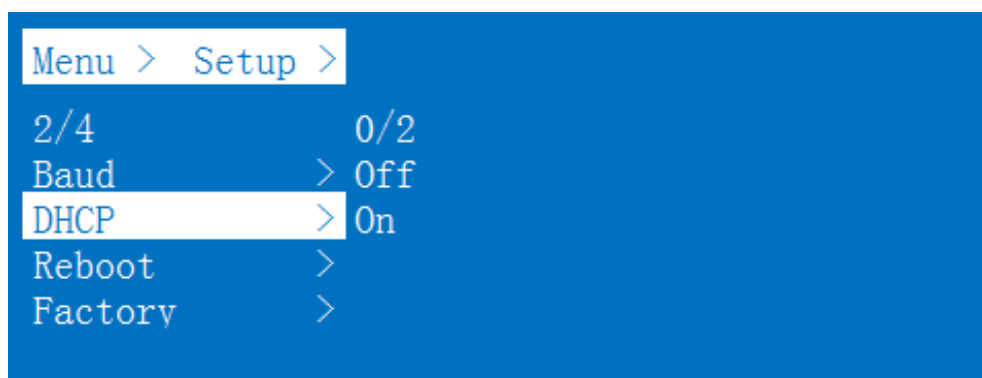 Menu > Setup >
2/4 0/2
Baud > Off
DHCP > On
Reboot >
Factory >